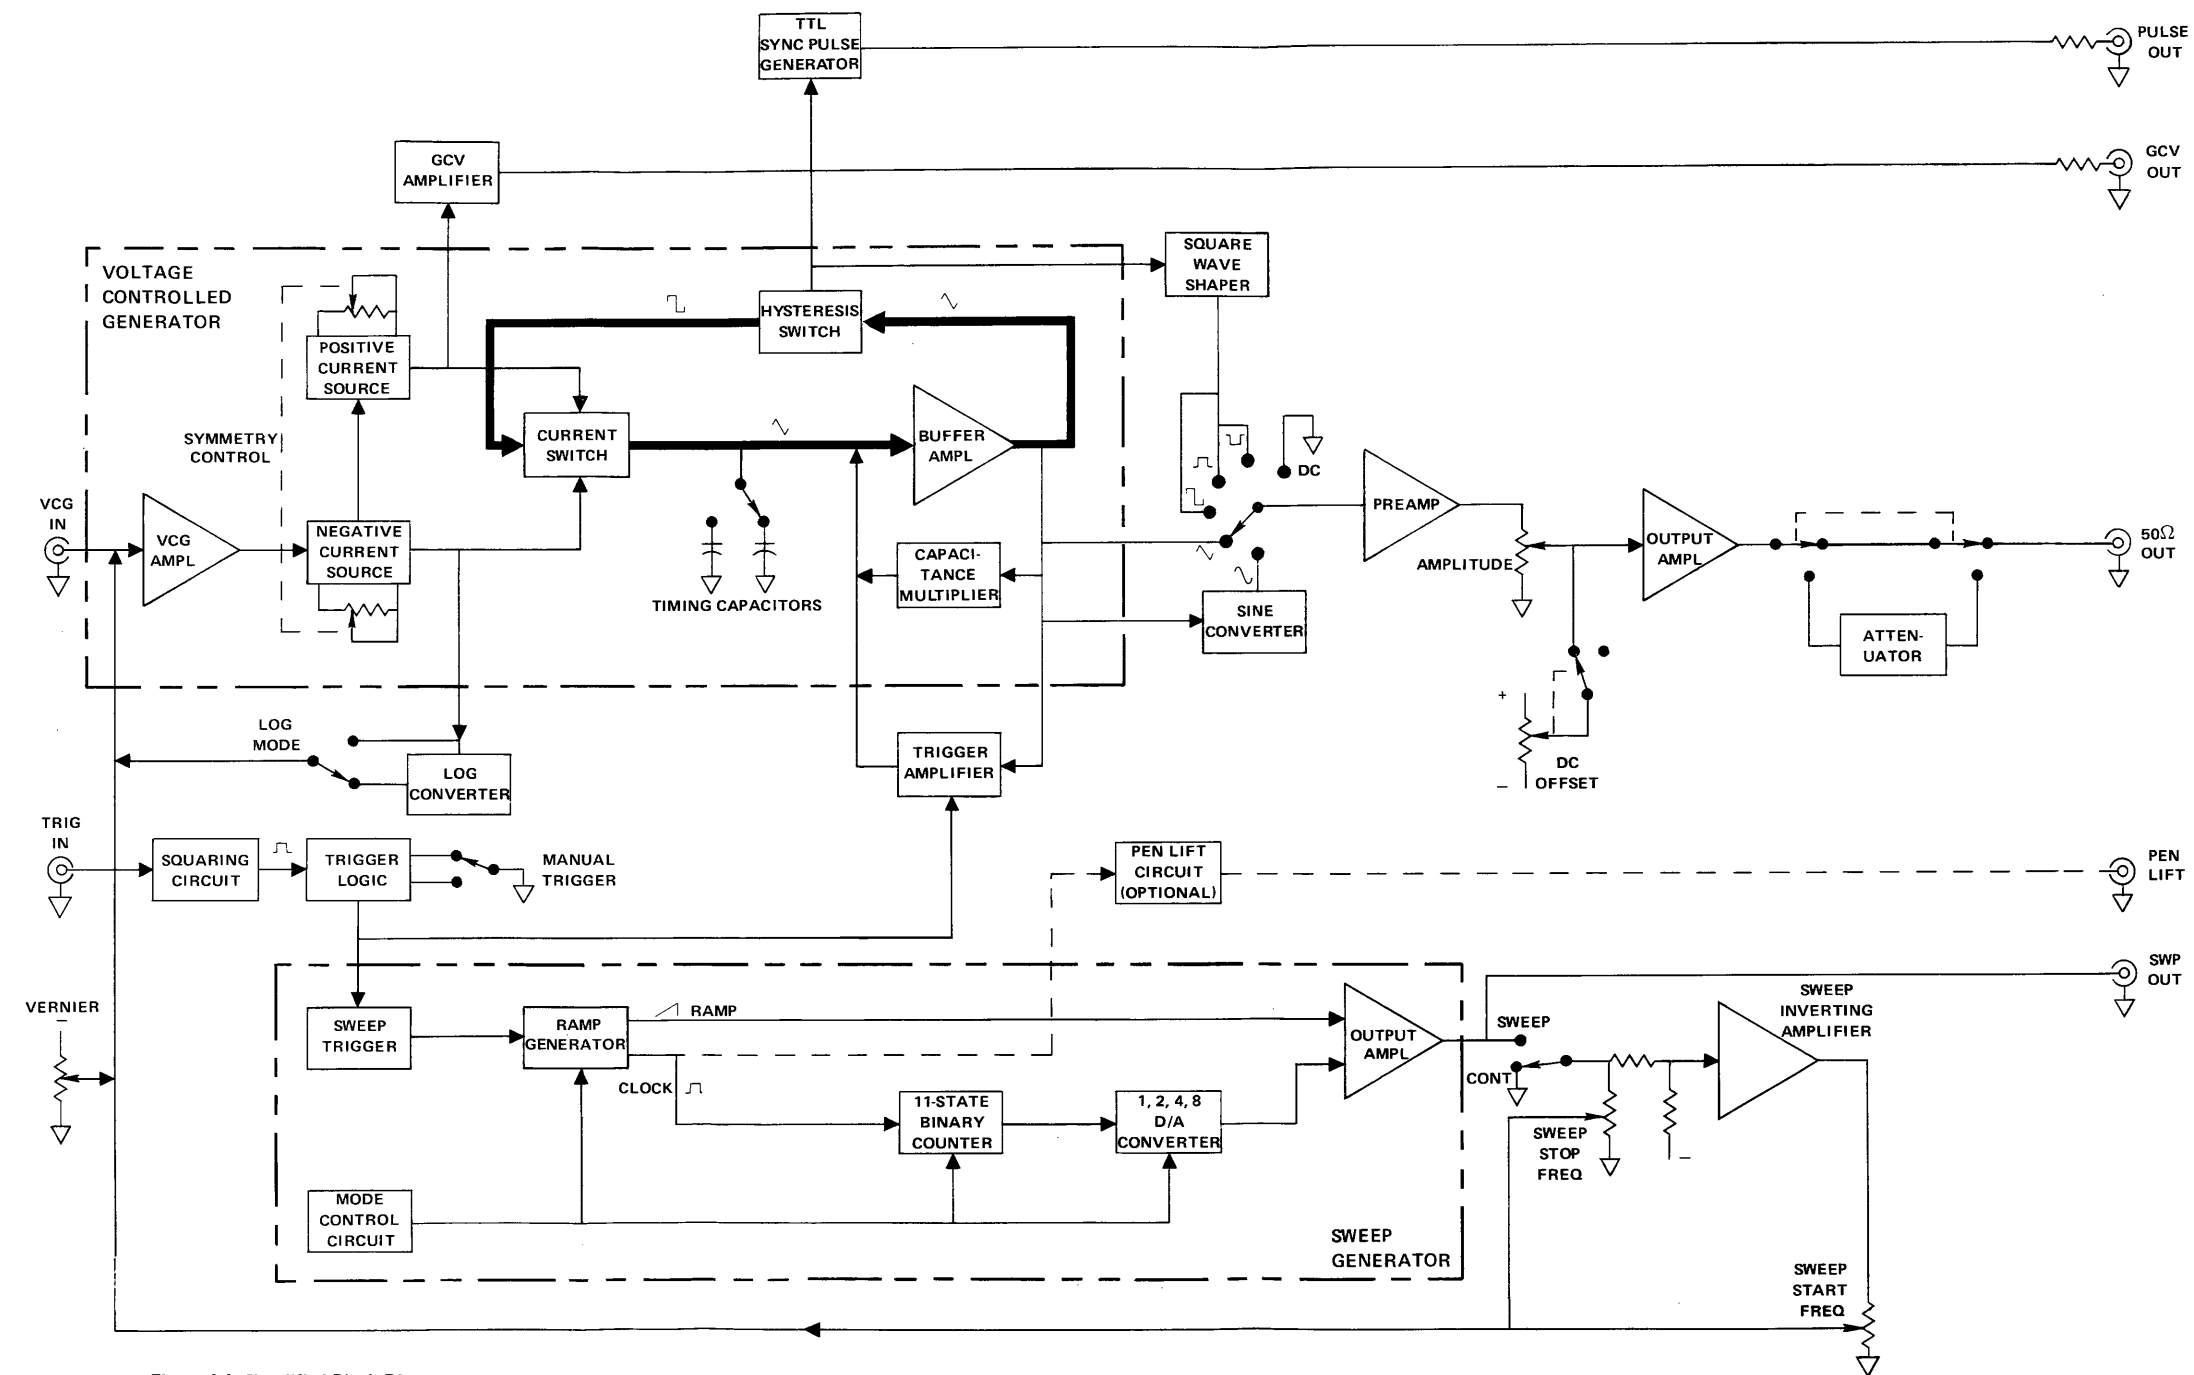 TTL
SYNC PULSE
GENERATOR
PULSE
OUT
GCV
AMPLIFIER
GCV
OUT
VOLTAGE
CONTROLLED
GENERATOR
SQUARE
WAVE
SHAPER
HYSTERESIS
SWITCH
POSITIVE
CURRENT
SOURCE
SYMMETRY
CONTROL
CURRENT
SWITCH
BUFFER
AMPL
DC
VCG
IN
VCG
AMPL
NEGATIVE
CURRENT
SOURCE
TIMING CAPACITORS
CAPACI-
TANCE
MULTIPLIER
SINE
CONVERTER
PREAMP
AMPLITUDE
OUTPUT
AMPL
50Ω
OUT
ATTEN-
UATOR
+
–
DC
OFFSET
LOG
MODE
LOG
CONVERTER
TRIGGER
AMPLIFIER
TRIG
IN
SQUARING
CIRCUIT
TRIGGER
LOGIC
MANUAL
TRIGGER
PEN LIFT
CIRCUIT
(OPTIONAL)
PEN
LIFT
VERNIER
–
SWEEP
TRIGGER
RAMP
GENERATOR
RAMP
CLOCK
11-STATE
BINARY
COUNTER
1, 2, 4, 8
D/A
CONVERTER
OUTPUT
AMPL
MODE
CONTROL
CIRCUIT
SWEEP
GENERATOR
SWP
OUT
SWEEP
CONT
SWEEP
INVERTING
AMPLIFIER
SWEEP
STOP
FREQ
–
SWEEP
START
FREQ